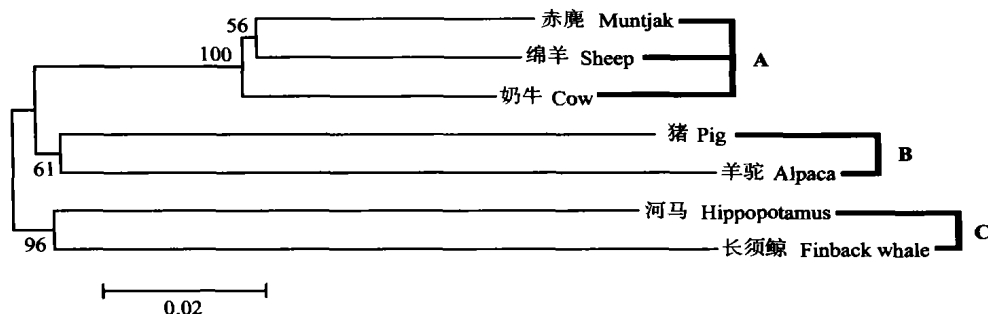 赤麂 Muntjak
56
绵羊 Sheep
A
100
奶牛 Cow
猪 Pig
B
61
羊驼 Alpaca
河马 Hippopotamus
C
96
长须鲸 Finback whale
0.02